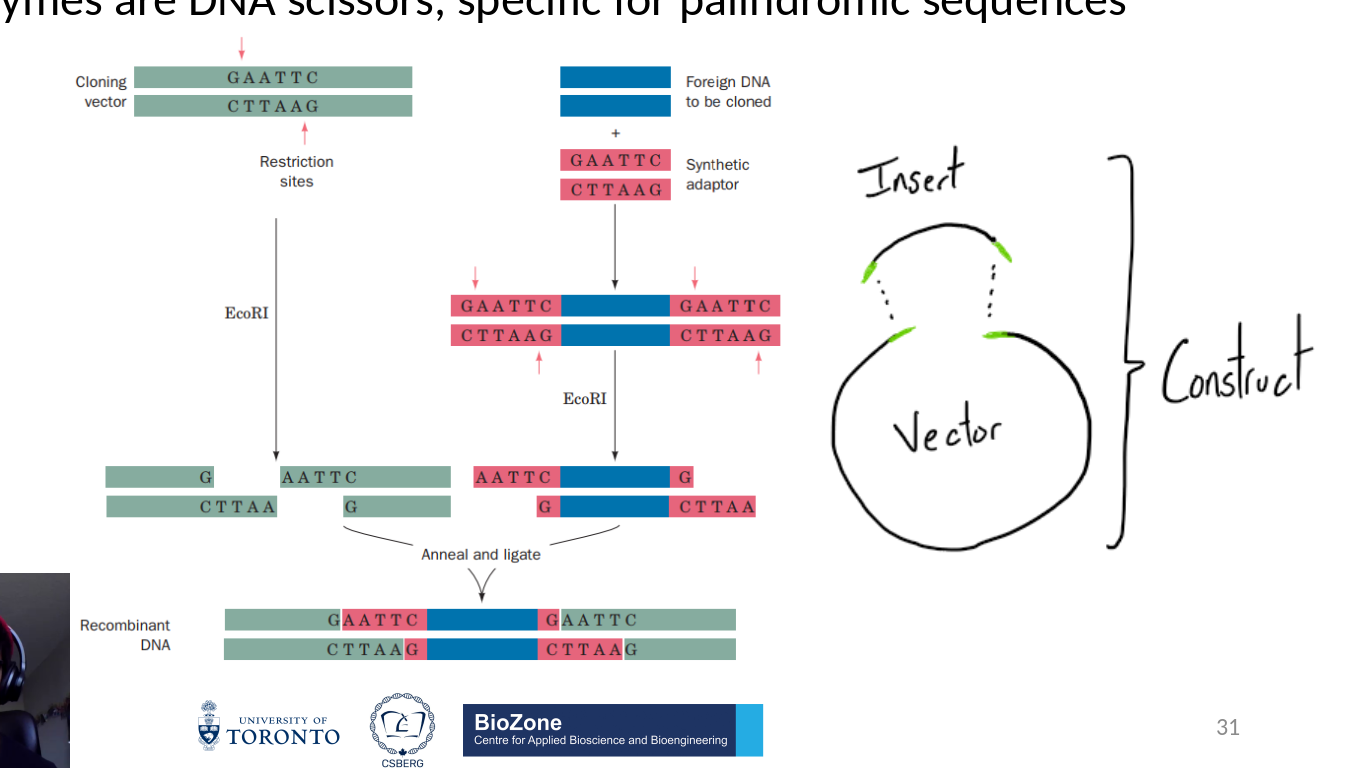 ymes are DNA scissors, specific for palindromic sequences
Cloning
vector
GAATTC
CTTAAG
Restriction
sites
Foreign DNA
to be cloned
+
GAATTC
CTTAAG
Synthetic
adaptor
EcoRI
GAATTC GAATTC
CTTAAG CTTAAG
EcoRI
G AATTC AATTC G
CTTAA G G CTTAA
Anneal and ligate
Recombinant
DNA
GAATTC GAATTC
CTTAAG CTTAAG
Insert
Vector
Construct
UNIVERSITY OF
TORONTO
CSBERG
BioZone
Centre for Applied Bioscience and Bioengineering
31